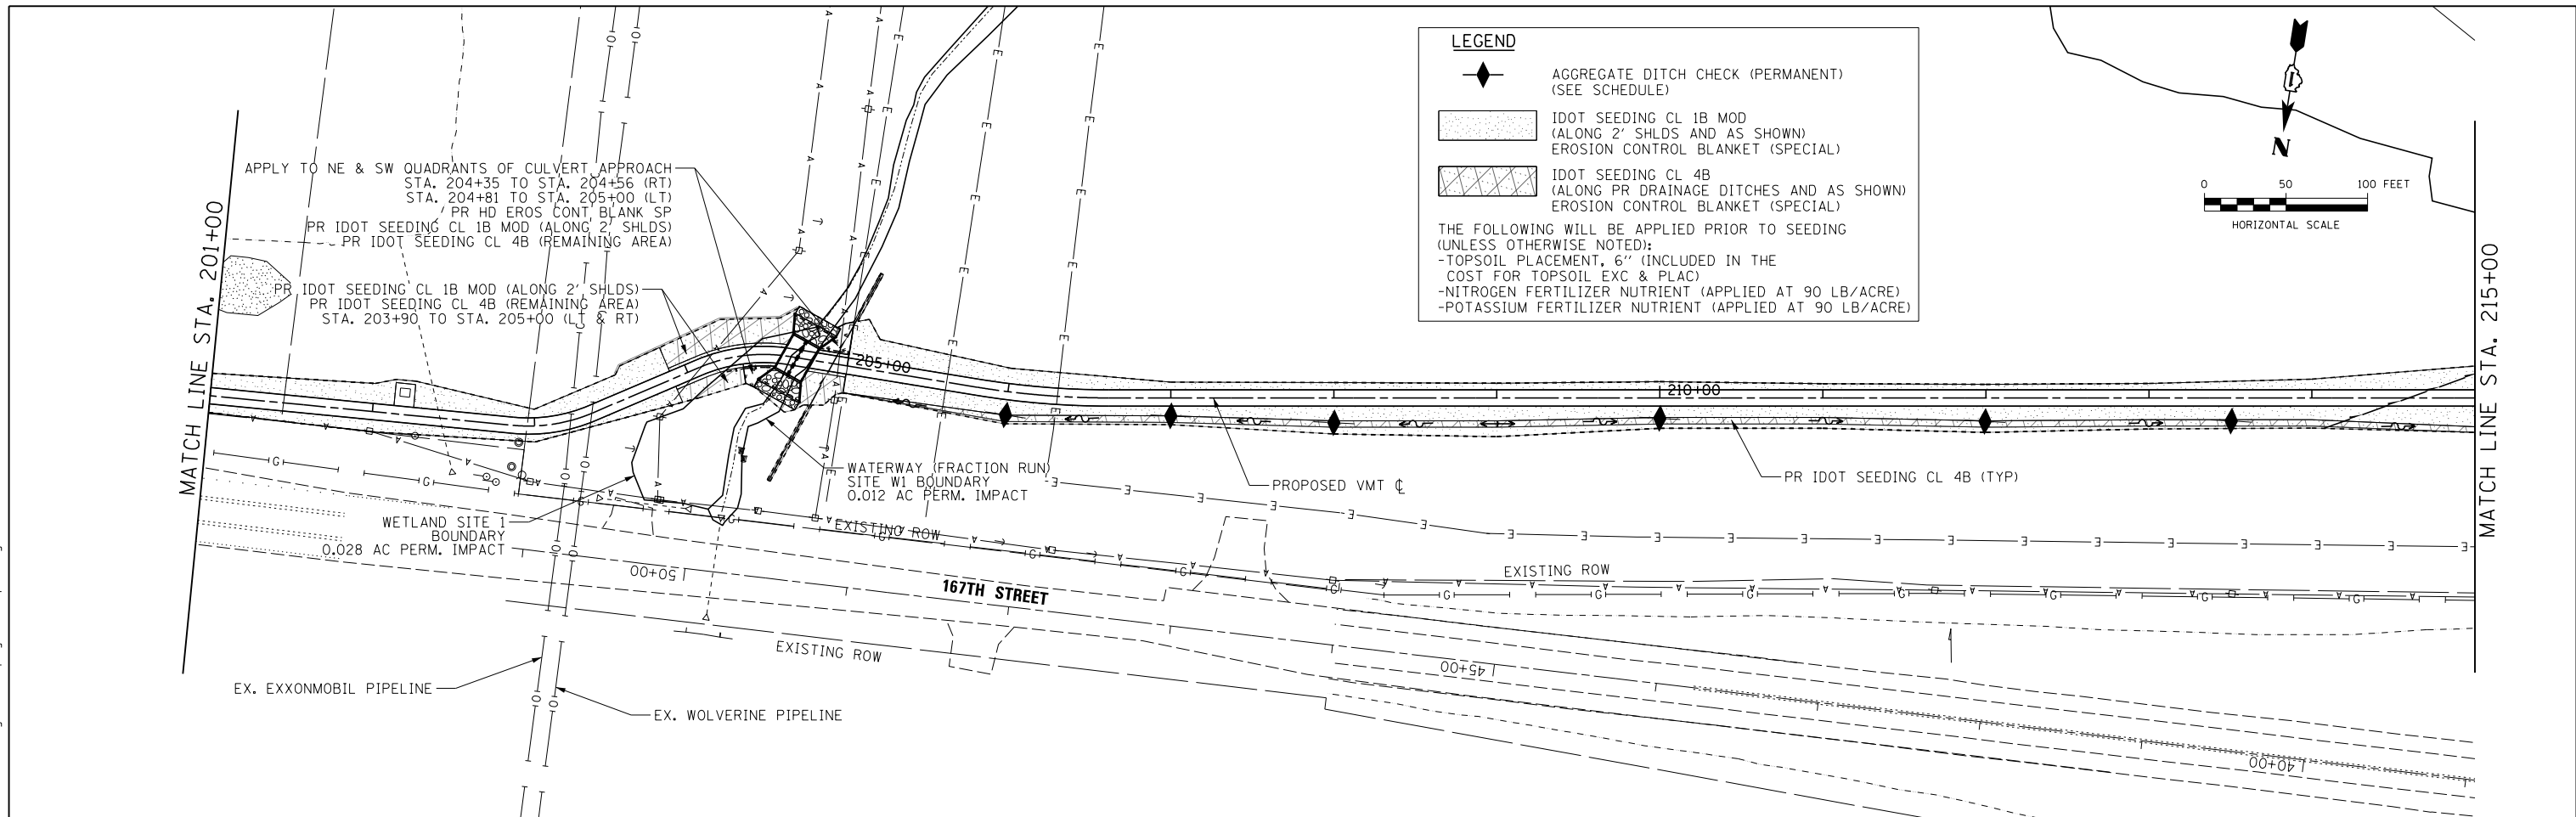 LEGEND
AGGREGATE DITCH CHECK (PERMANENT)
(SEE SCHEDULE)
IDOT SEEDING CL 1B MOD
(ALONG 2' SHLDS AND AS SHOWN)
EROSION CONTROL BLANKET (SPECIAL)
IDOT SEEDING CL 4B
(ALONG PR DRAINAGE DITCHES AND AS SHOWN)
EROSION CONTROL BLANKET (SPECIAL)
THE FOLLOWING WILL BE APPLIED PRIOR TO SEEDING
(UNLESS OTHERWISE NOTED):
-TOPSOIL PLACEMENT, 6" (INCLUDED IN THE
COST FOR TOPSOIL EXC & PLAC)
-NITROGEN FERTILIZER NUTRIENT (APPLIED AT 90 LB/ACRE)
-POTASSIUM FERTILIZER NUTRIENT (APPLIED AT 90 LB/ACRE)
N
0 50 100 FEET
HORIZONTAL SCALE
MATCH LINE STA. 201+00
MATCH LINE STA. 215+00
APPLY TO NE & SW QUADRANTS OF CULVERT APPROACH
STA. 204+35 TO STA. 204+56 (RT)
STA. 204+81 TO STA. 205+00 (LT)
PR HD EROS CONT BLANK SP
PR IDOT SEEDING CL 1B MOD (ALONG 2' SHLDS)
PR IDOT SEEDING CL 4B (REMAINING AREA)
PR IDOT SEEDING CL 1B MOD (ALONG 2' SHLDS)
PR IDOT SEEDING CL 4B (REMAINING AREA)
STA. 203+90 TO STA. 205+00 (LT & RT)
205+00
210+00
WATERWAY (FRACTION RUN)
SITE W1 BOUNDARY
0.012 AC PERM. IMPACT
PROPOSED VMT ℄
PR IDOT SEEDING CL 4B (TYP)
WETLAND SITE 1
BOUNDARY
0.028 AC PERM. IMPACT
EXISTING ROW
EXISTING ROW
50+00
167TH STREET
EXISTING ROW
45+00
40+00
EX. EXXONMOBIL PIPELINE
EX. WOLVERINE PIPELINE